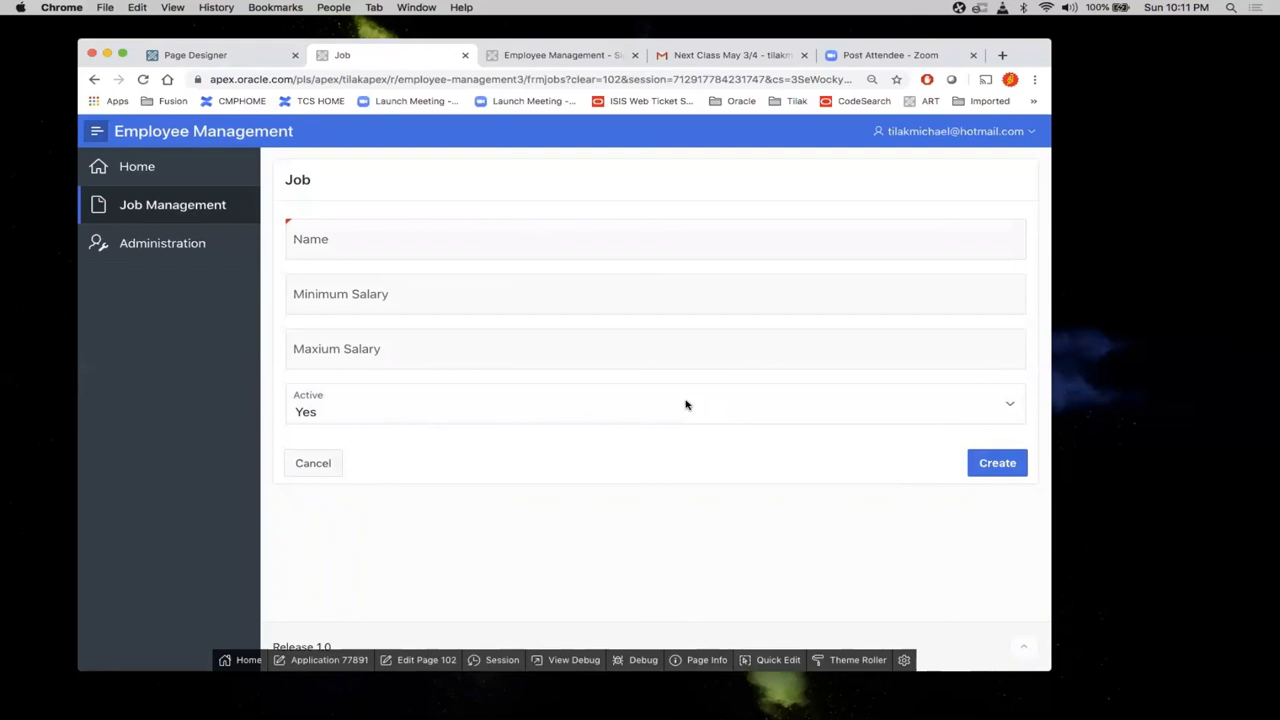 Chrome File Edit View History Bookmarks People Tab Window Help 100% Sun 10:11 PM
Page Designer Job Employee Management - Si Next Class May 3/4 - tilakm Post Attendee - Zoom
apex.oracle.com/pls/apex/tilakapex/r/employee-management3/frmjobs?clear=102&session=712917784231747&cs=3SeWocky...
Apps Fusion CMPHOME TCS HOME Launch Meeting -... Launch Meeting -... ISIS Web Ticket S... Oracle Tilak CodeSearch ART Imported »
Employee Management tilakmichael@hotmail.com
Home
Job
Job Management
Name
Administration
Minimum Salary
Maxium Salary
Active
Yes
Cancel Create
Release 1.0
Home Application 77891 Edit Page 102 Session View Debug Debug Page Info Quick Edit Theme Roller